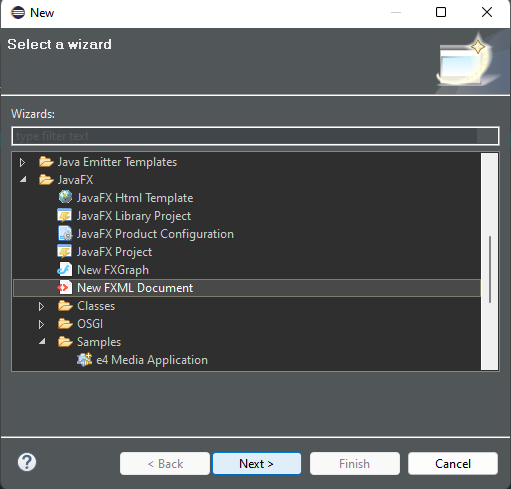 New
Select a wizard
Wizards:
type filter text
Java Emitter Templates
JavaFX
JavaFX Html Template
JavaFX Library Project
JavaFX Product Configuration
JavaFX Project
New FXGraph
New FXML Document
Classes
OSGI
Samples
e4 Media Application
? < Back Next > Finish Cancel